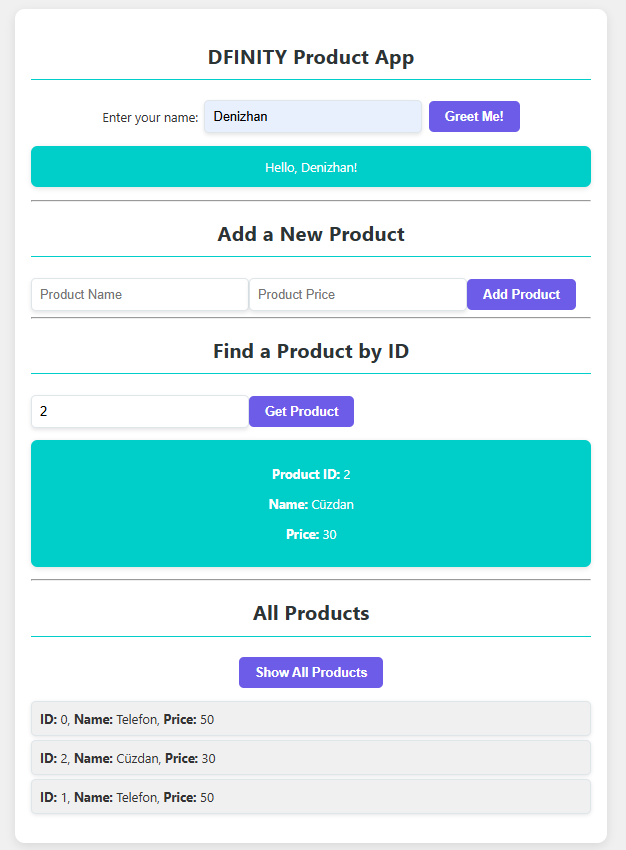 DFINITY Product App
Enter your name: Denizhan Greet Me!
Hello, Denizhan!
Add a New Product
Product Name Product Price Add Product
Find a Product by ID
2 Get Product
Product ID: 2
Name: Cüzdan
Price: 30
All Products
Show All Products
ID: 0, Name: Telefon, Price: 50
ID: 2, Name: Cüzdan, Price: 30
ID: 1, Name: Telefon, Price: 50